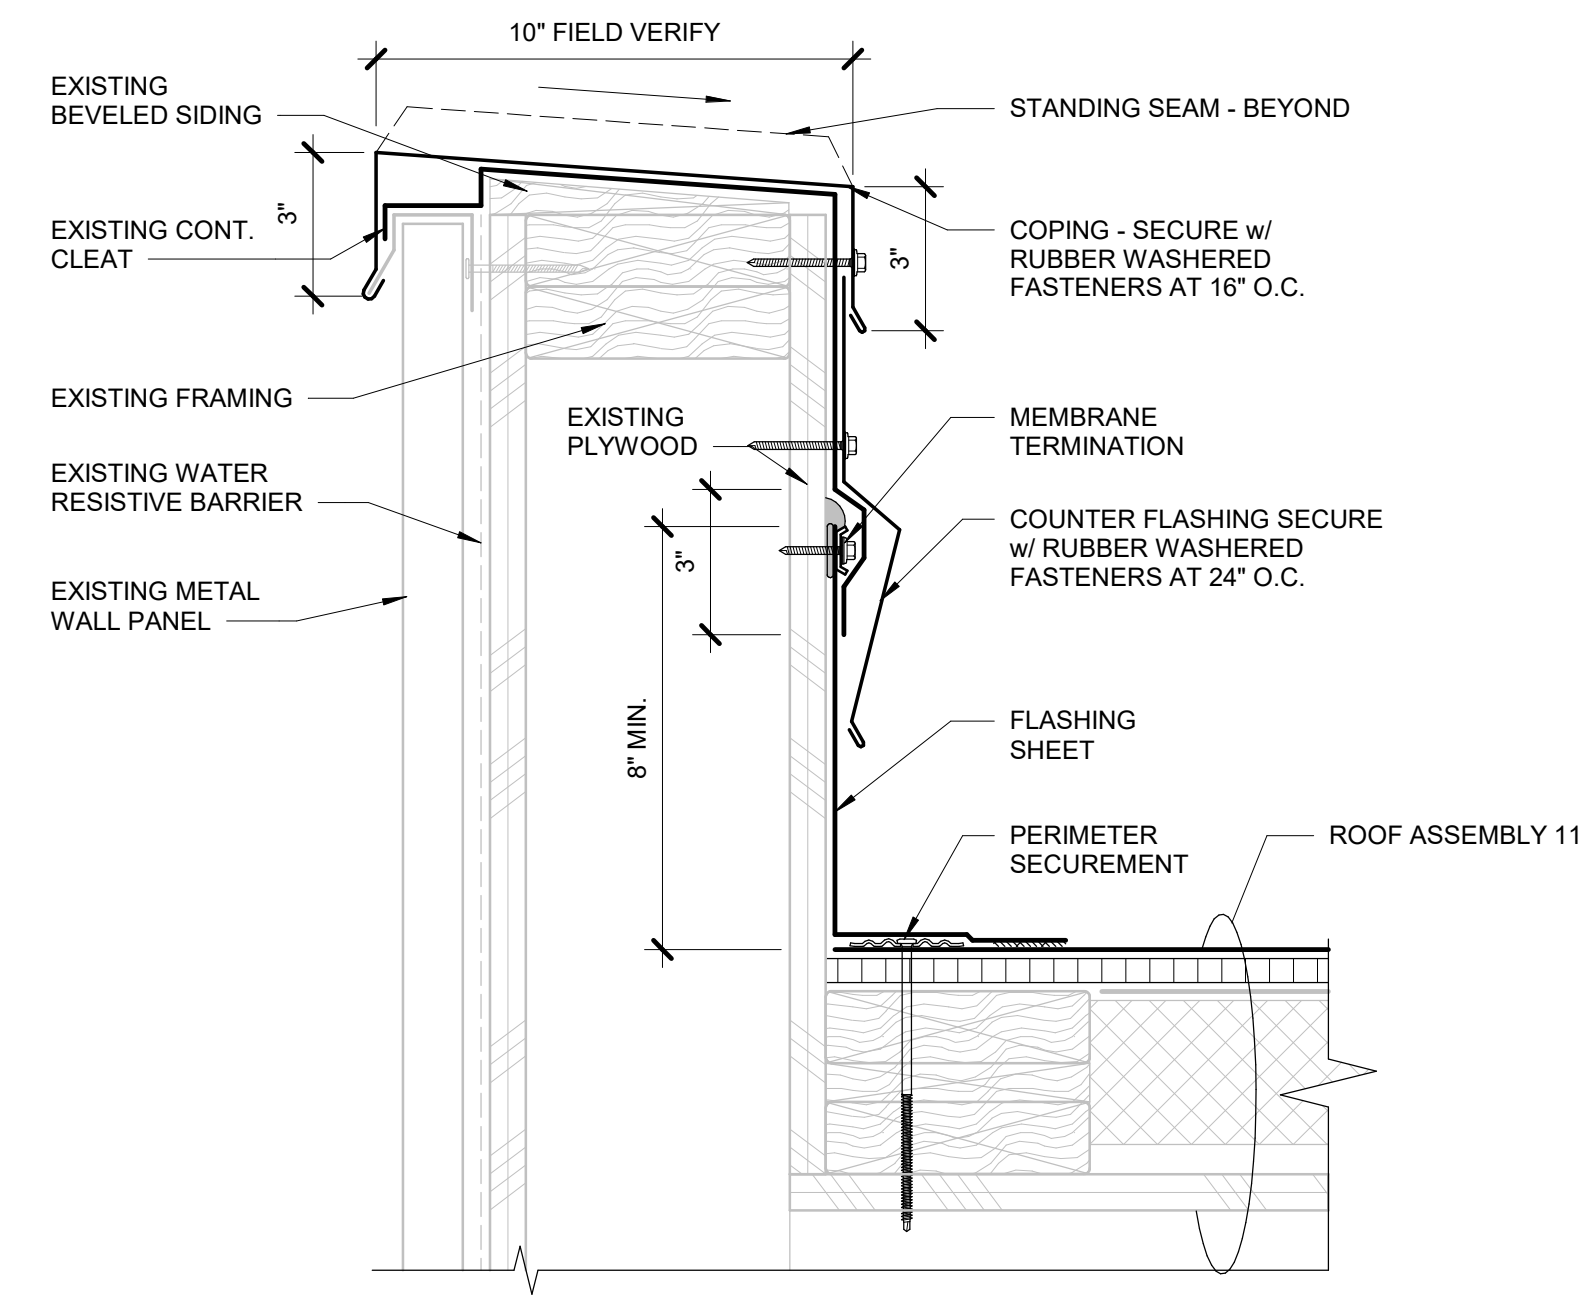 10" FIELD VERIFY
EXISTING
BEVELED SIDING
STANDING SEAM - BEYOND
3"
EXISTING CONT.
CLEAT
COPING - SECURE w/
RUBBER WASHERED
FASTENERS AT 16" O.C.
3"
EXISTING FRAMING
EXISTING
PLYWOOD
MEMBRANE
TERMINATION
EXISTING WATER
RESISTIVE BARRIER
COUNTER FLASHING SECURE
w/ RUBBER WASHERED
FASTENERS AT 24" O.C.
3"
EXISTING METAL
WALL PANEL
8" MIN.
FLASHING
SHEET
PERIMETER
SECUREMENT
ROOF ASSEMBLY 11